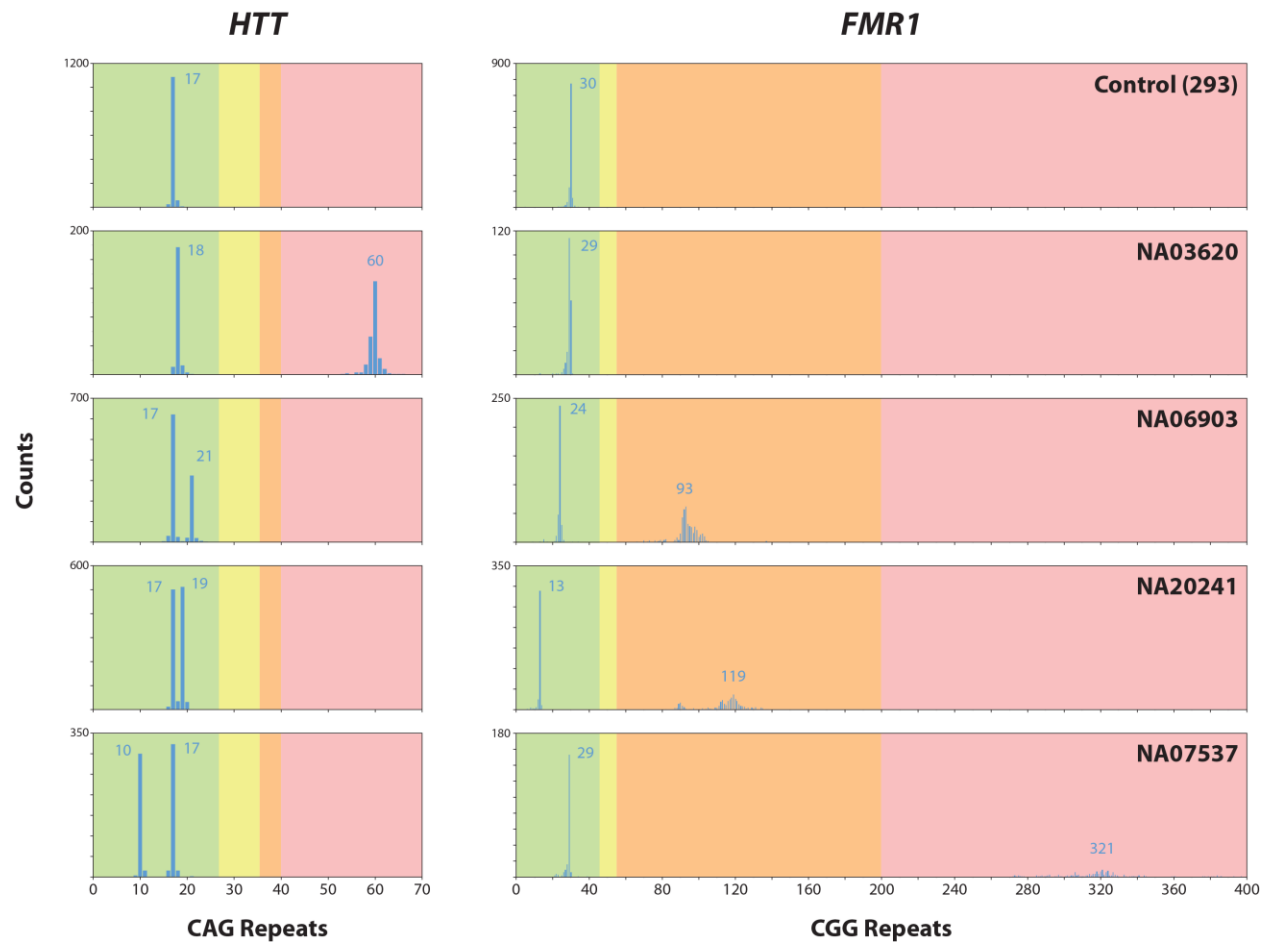 HTT FMR1
1200 17 900 30 Control (293)
200 18 60 120 29 NA03620
700 17 21 250 24 93 NA06903
600 17 19 350 13 119 NA20241
350 10 17 180 29 321 NA07537
Counts
0 10 20 30 40 50 60 70 0 40 80 120 160 200 240 280 320 360 400
CAG Repeats CGG Repeats